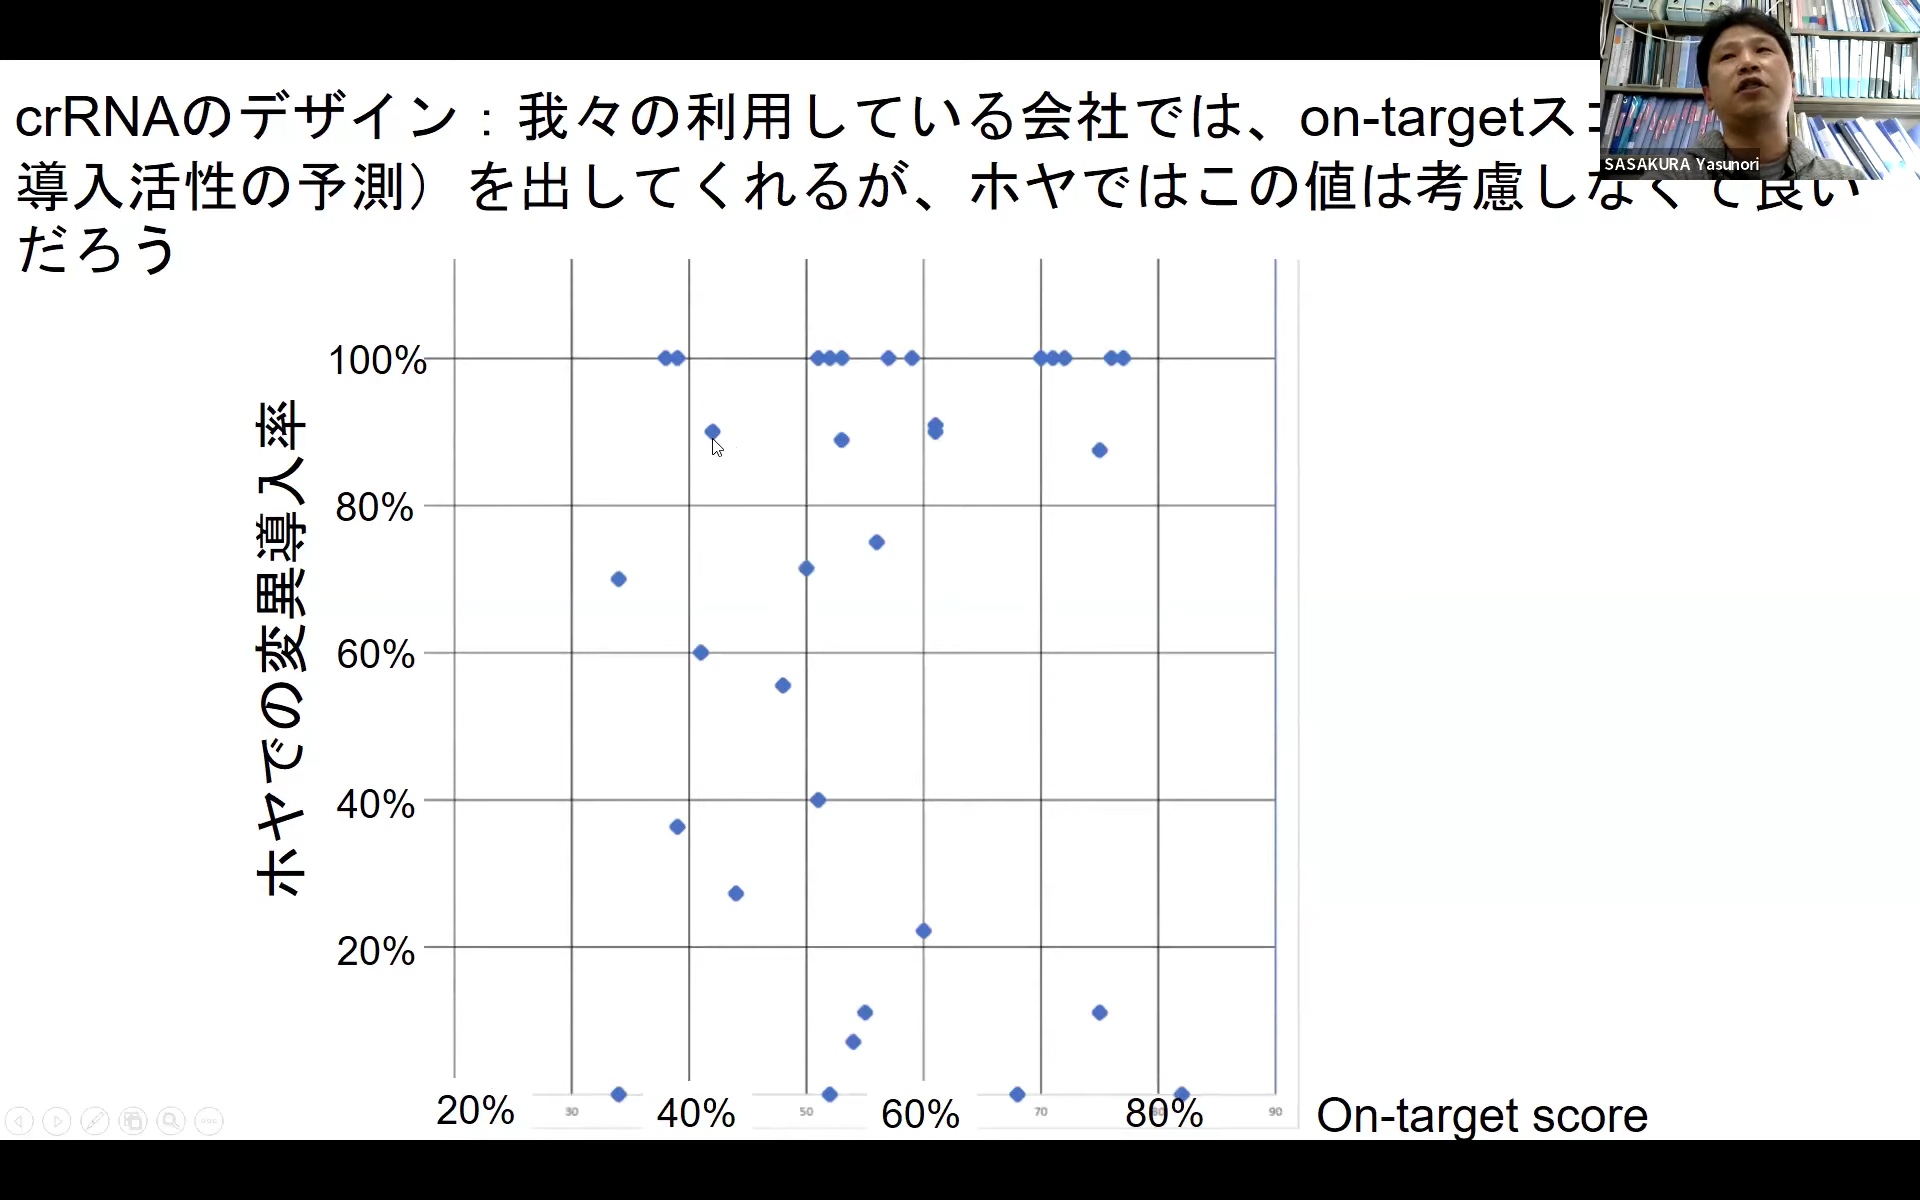 crRNAのデザイン：我々の利用している会社では、on-targetス
SASAKURA Yasunori
導入活性の予測） を出してくれるが、ホヤではこの値は考慮しなくて良い
だろう
ホヤでの変異導入率
100%
80%
60%
40%
20%
20%
30
40%
50
60%
70
80%
90
On-target score